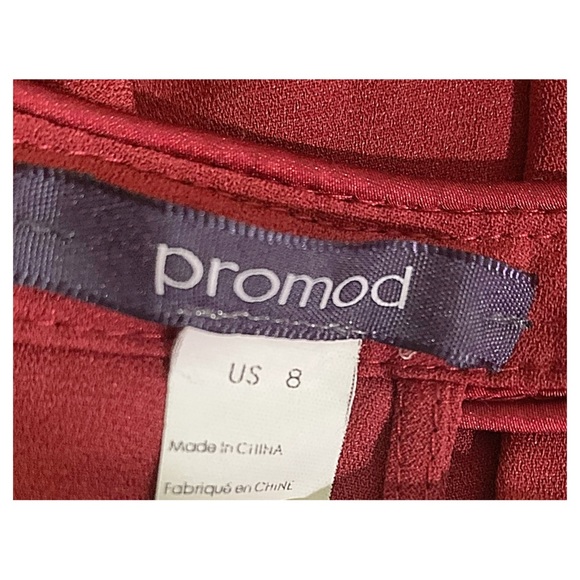 promod
US 8
Made in CHINA
Fabriqué en CHINE